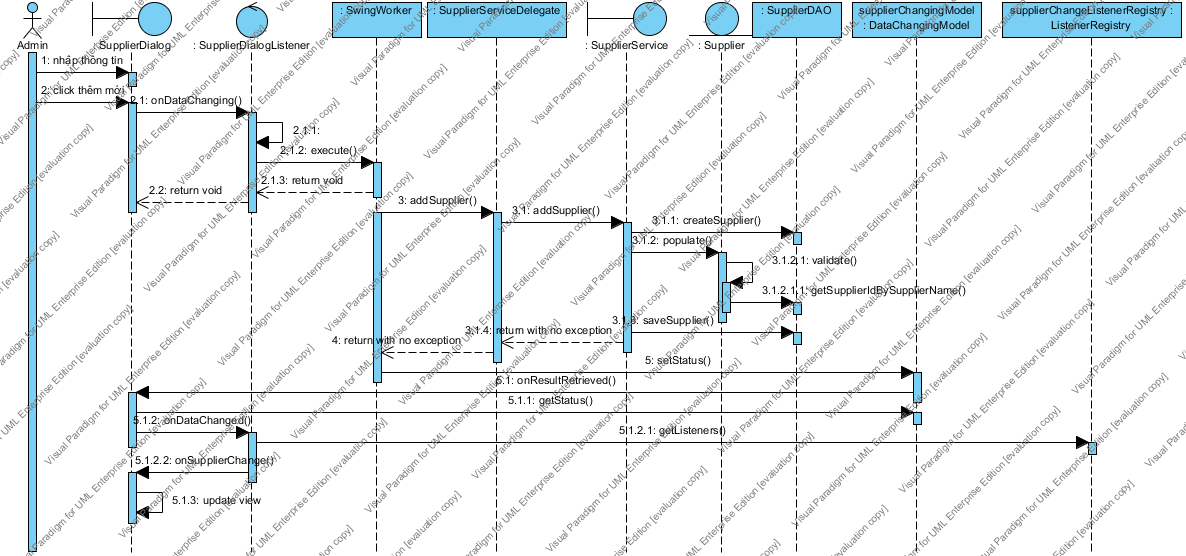 : SwingWorker
: SupplierServiceDelegate
: SupplierDAO
supplierChangingModel
: DataChangingModel
supplierChangeListenerRegistry :
ListenerRegistry
Admin
: SupplierDialog
: SupplierDialogListener
: SupplierService
: Supplier
1: nhập thông tin
2: click thêm mới
2.1: onDataChanging()
2.1.1:
2.1.2: execute()
2.1.3: return void
2.2: return void
3: addSupplier()
3.1: addSupplier()
3.1.1: createSupplier()
3.1.2: populate()
3.1.2.1: validate()
3.1.2.1.1: getSupplierIdBySupplierName()
3.1.3: saveSupplier()
3.1.4: return with no exception
4: return with no exception
5: setStatus()
5.1: onResultRetrieved()
5.1.1: getStatus()
5.1.2: onDataChanged()
5.1.2.1: getListeners()
5.1.2.2: onSupplierChange()
5.1.3: update view
Visual Paradigm for UML Enterprise Edition [evaluation copy]